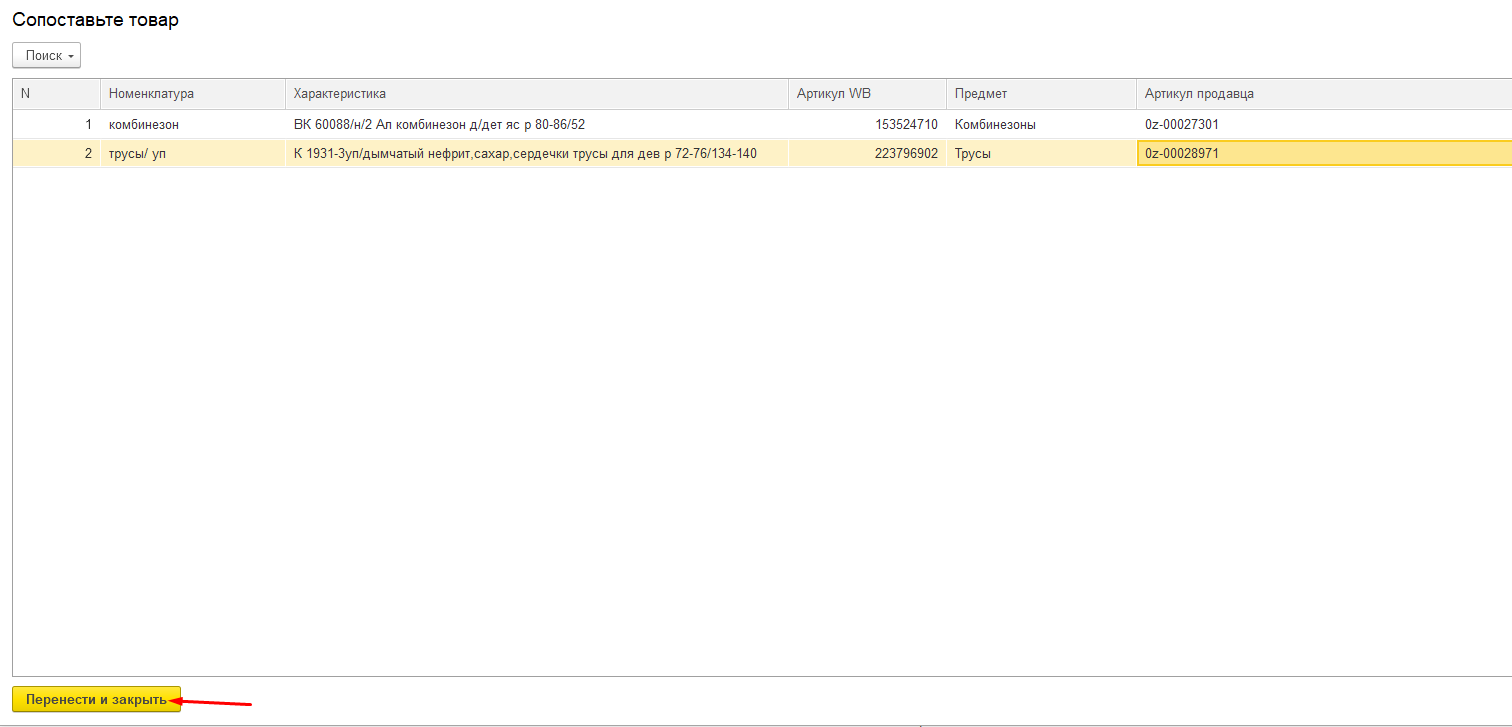 Сопоставьте товар
Поиск
N Номенклатура Характеристика Артикул WB Предмет Артикул продавца
1 комбинезон ВК 60088/н/2 Ал комбинезон д/дет яс р 80-86/52 153524710 Комбинезоны 0z-00027301
2 трусы/ уп К 1931-3уп/дымчатый нефрит,сахар,сердечки трусы для дев р 72-76/134-140 223796902 Трусы 0z-00028971
Перенести и закрыть